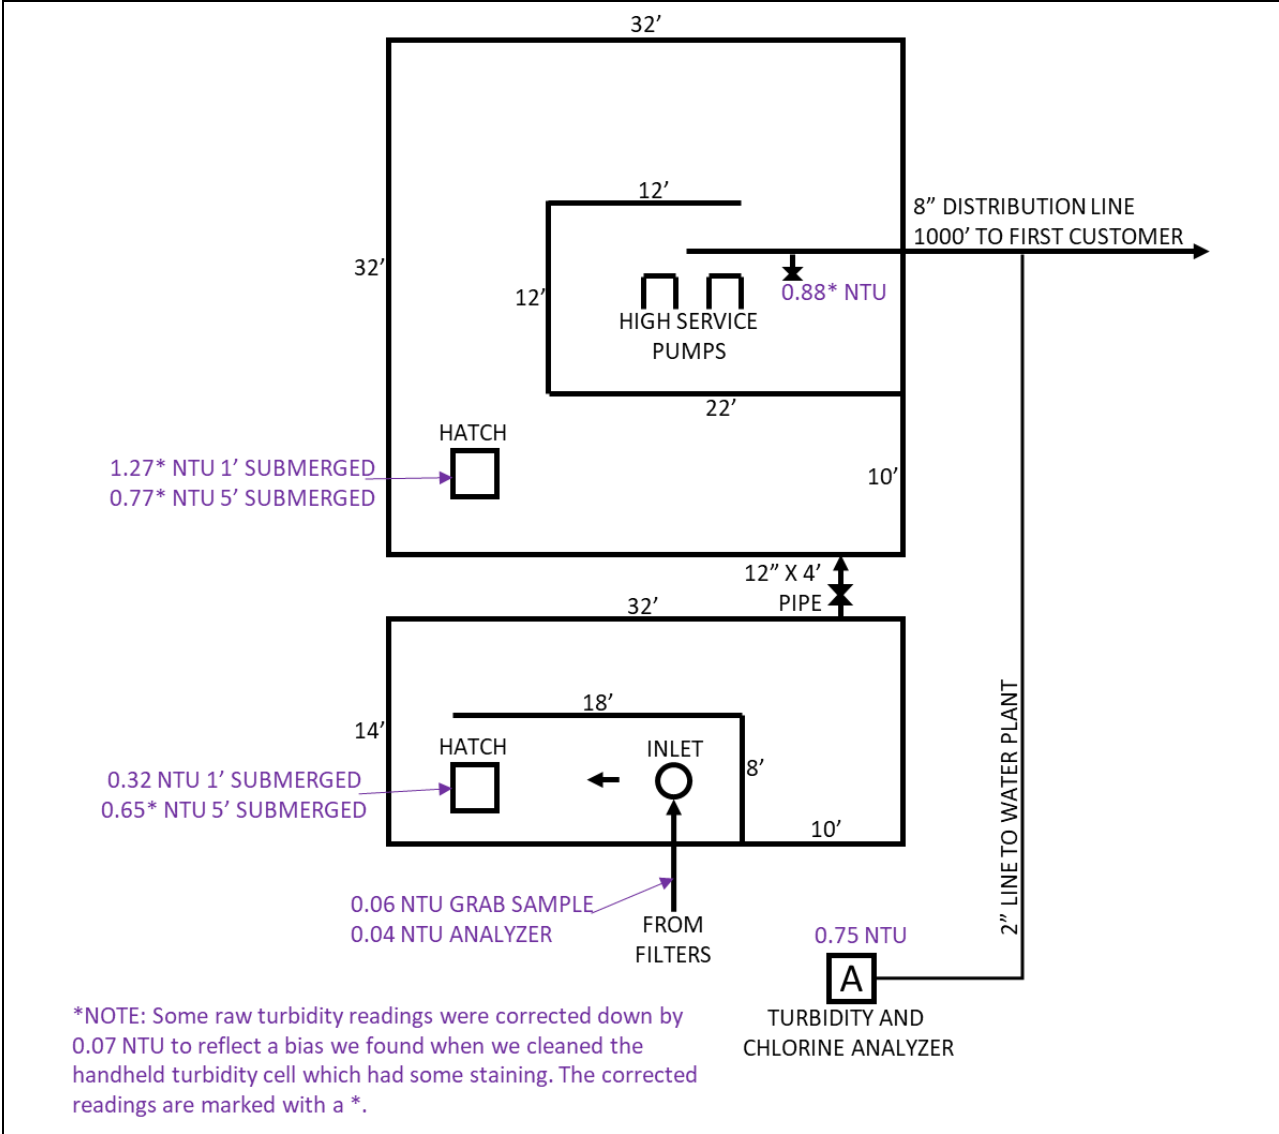 32’
12’
8” DISTRIBUTION LINE
1000’ TO FIRST CUSTOMER
32’
12’
0.88* NTU
HIGH SERVICE
PUMPS
22’
HATCH
1.27* NTU 1’ SUBMERGED
0.77* NTU 5’ SUBMERGED
10’
12” X 4’
PIPE
32’
18’
14’
HATCH
INLET
8’
0.32 NTU 1’ SUBMERGED
0.65* NTU 5’ SUBMERGED
10’
2” LINE TO WATER PLANT
0.06 NTU GRAB SAMPLE
0.04 NTU ANALYZER
FROM
FILTERS
0.75 NTU
A
TURBIDITY AND
CHLORINE ANALYZER
*NOTE: Some raw turbidity readings were corrected down by
0.07 NTU to reflect a bias we found when we cleaned the
handheld turbidity cell which had some staining. The corrected
readings are marked with a *.